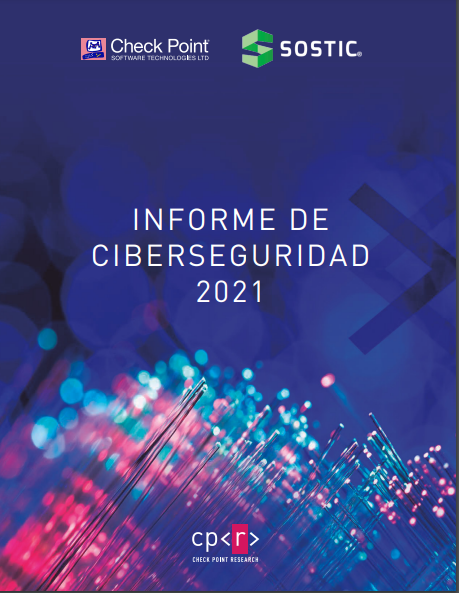 Check Point
SOFTWARE TECHNOLOGIES LTD
SOSTIC®
INFORME DE
CIBERSEGURIDAD
2021
cp<r>
CHECK POINT RESEARCH